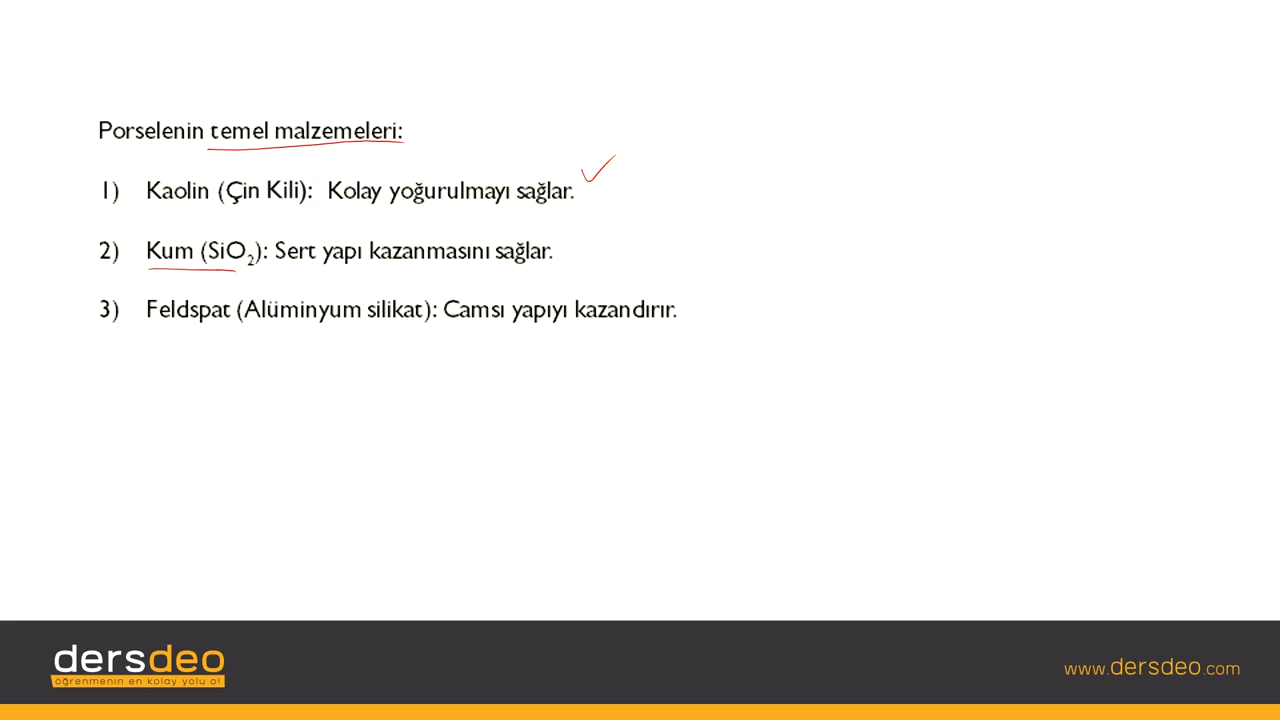 Porselenin temel malzemeleri:
1) Kaolin (Çin Kili): Kolay yoğurulmayı sağlar.
2) Kum (SiO₂): Sert yapı kazanmasını sağlar.
3) Feldspat (Alüminyum silikat): Camsı yapıyı kazandırır.
dersdeo
öğrenmenin en kolay yolu o!
www.dersdeo.com